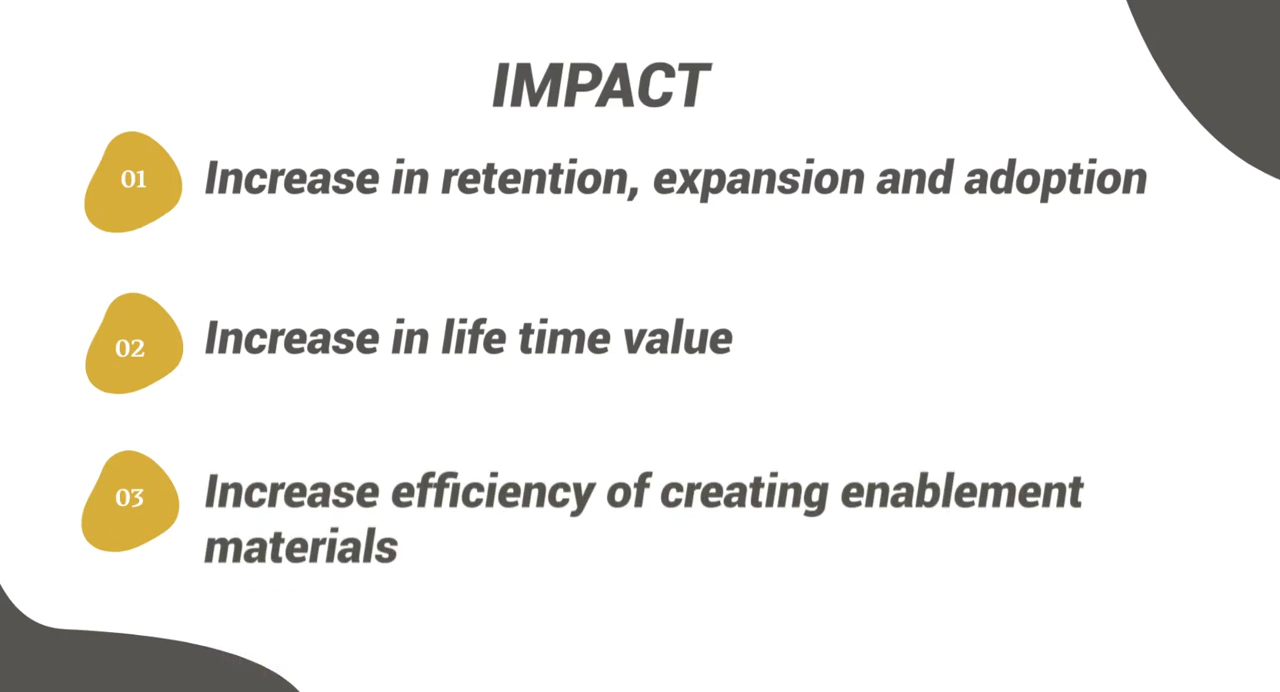 IMPACT
01
Increase in retention, expansion and adoption
02
Increase in life time value
03
Increase efficiency of creating enablement
materials